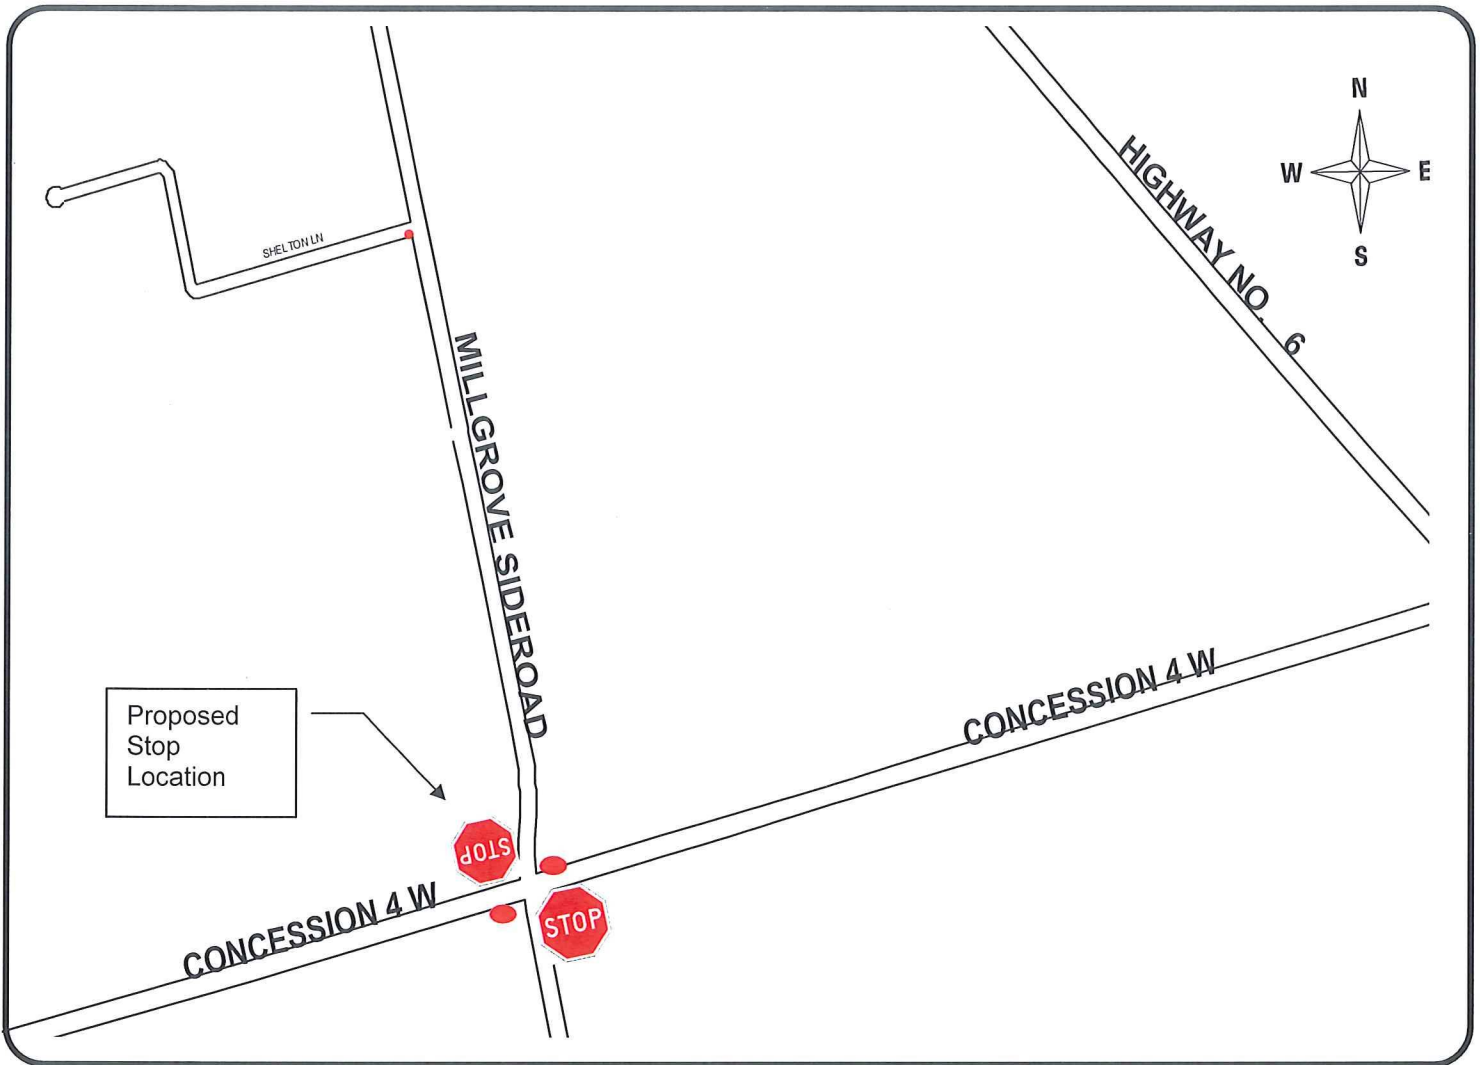 N
W E
S
HIGHWAY NO. 6
SHELTON LN
MILLGROVE SIDEROAD
CONCESSION 4 W
Proposed
Stop
Location
STOP
CONCESSION 4 W
STOP